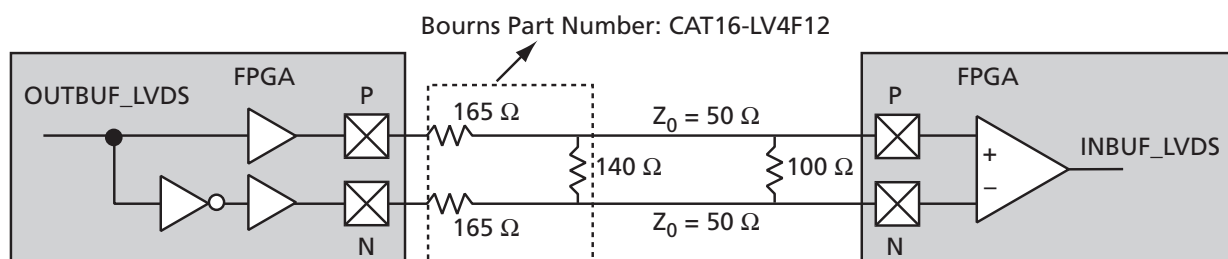 Bourns Part Number: CAT16-LV4F12
FPGA
FPGA
OUTBUF_LVDS
P
165 Ω
Z0 = 50 Ω
P
140 Ω
100 Ω
+
−
INBUF_LVDS
165 Ω
Z0 = 50 Ω
N
N